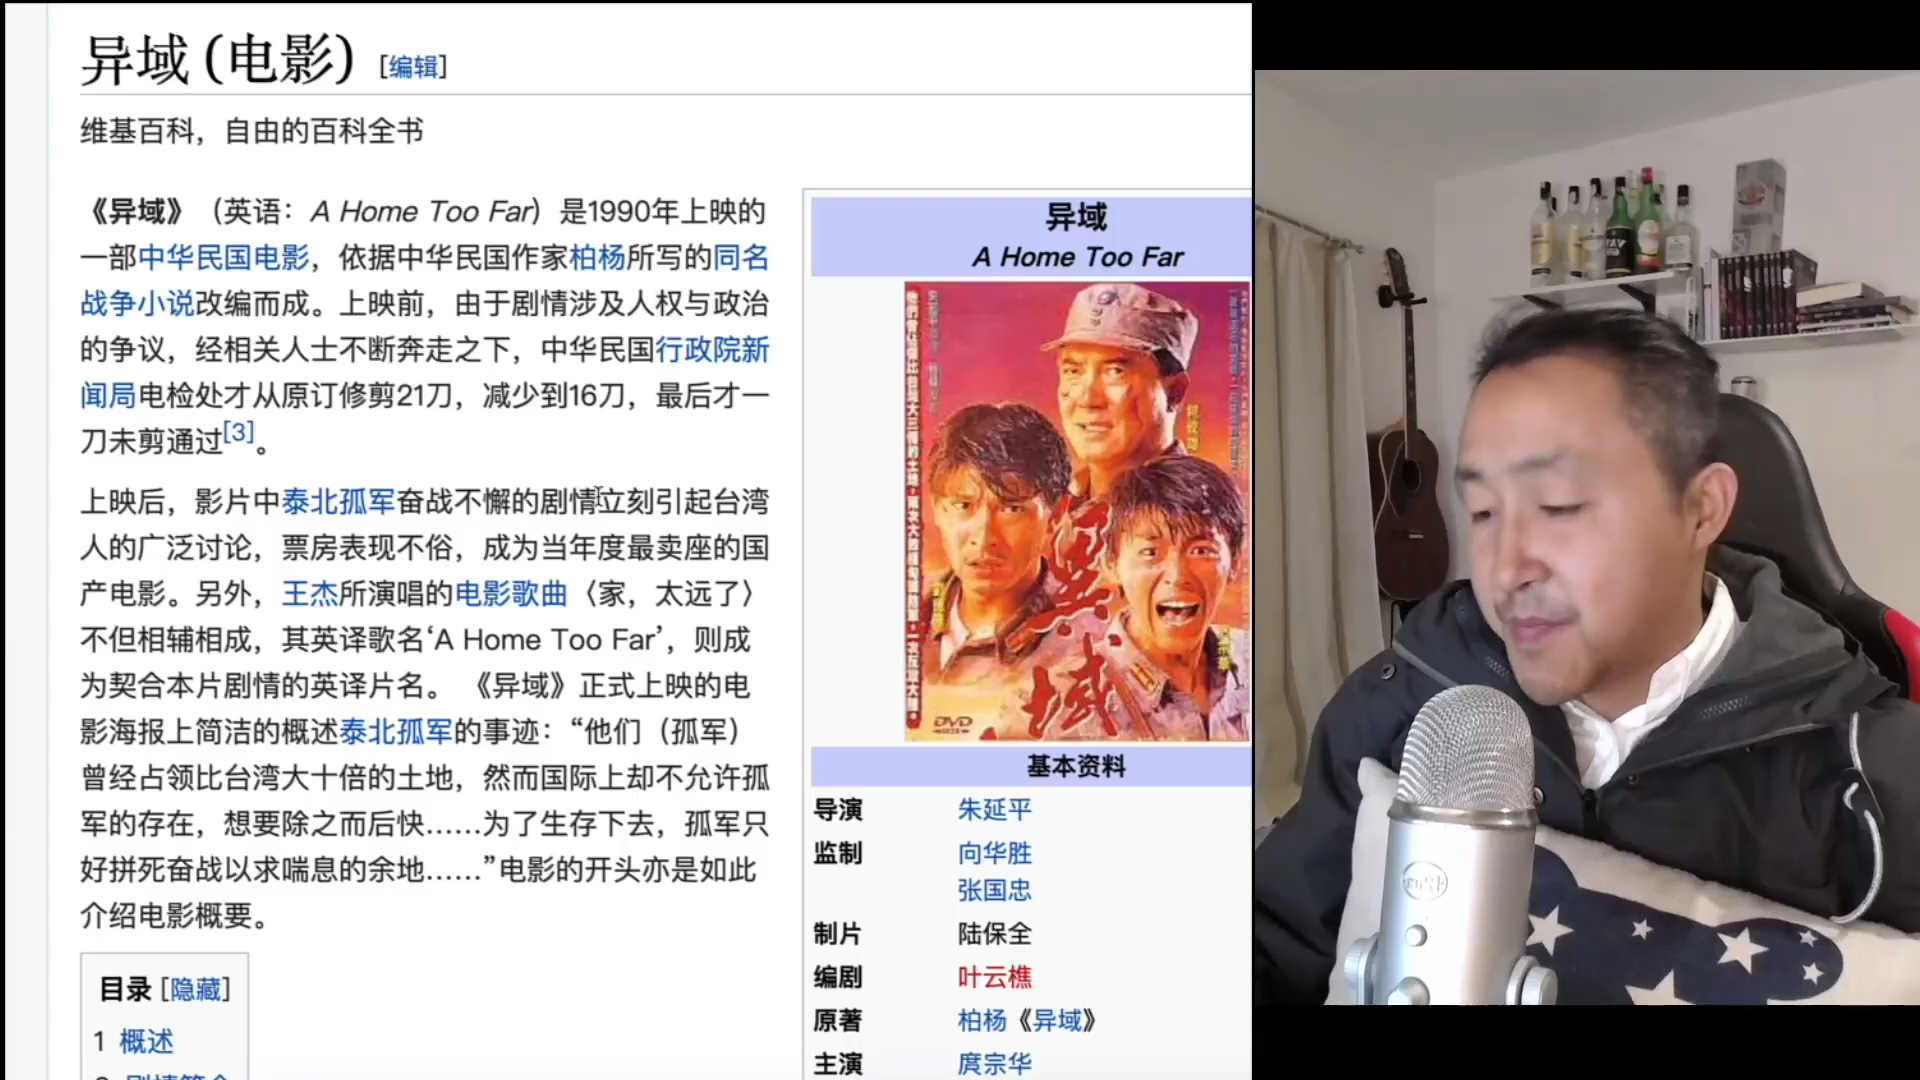 异域 (电影) [编辑]
维基百科，自由的百科全书
《异域》（英语：A Home Too Far）是1990年上映的
一部中华民国电影，依据中华民国作家柏杨所写的同名
战争小说改编而成。上映前，由于剧情涉及人权与政治
的争议，经相关人士不断奔走之下，中华民国行政院新
闻局电检处才从原订修剪21刀，减少到16刀，最后才一
刀未剪通过[3]。
上映后，影片中泰北孤军奋战不懈的剧情立刻引起台湾
人的广泛讨论，票房表现不俗，成为当年度最卖座的国
产电影。另外，王杰所演唱的电影歌曲〈家，太远了〉
不但相辅相成，其英译歌名‘A Home Too Far’，则成
为契合本片剧情的英译片名。《异域》正式上映的电
影海报上简洁的概述泰北孤军的事迹：“他们（孤军）
曾经占领比台湾大十倍的土地，然而国际上却不允许孤
军的存在，想要除之而后快……为了生存下去，孤军只
好拼死奋战以求喘息的余地……”电影的开头亦是如此
介绍电影概要。
目录 [隐藏]
1 概述
异域
A Home Too Far
異域
DVD
基本资料
导演 朱延平
监制 向华胜
张国忠
制片 陆保全
编剧 叶云樵
原著 柏杨《异域》
主演 庹宗华